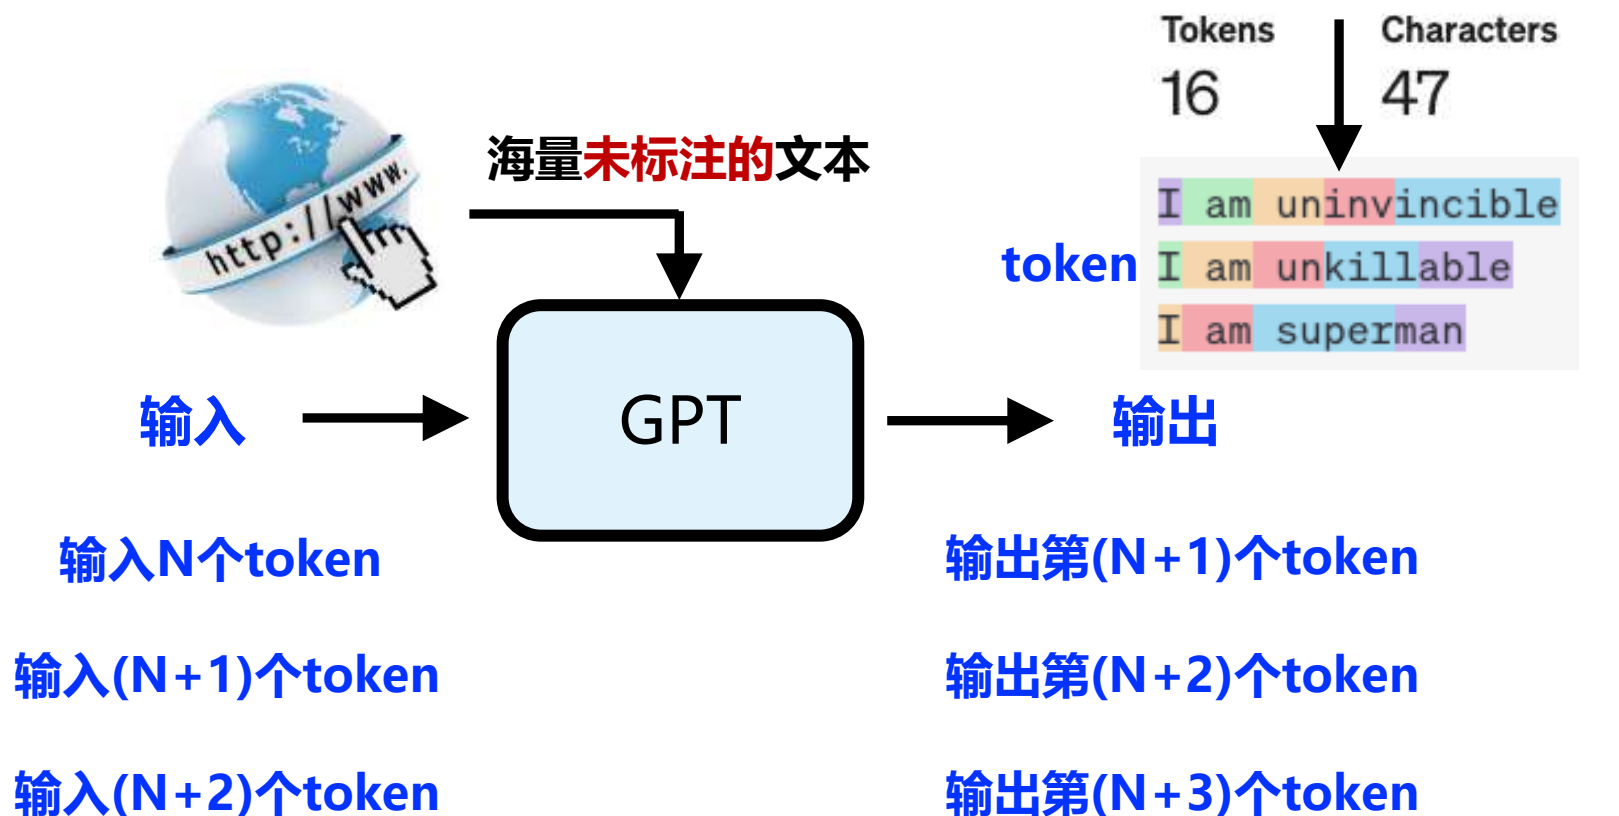 Tokens Characters
16 47
http://www.
海量未标注的文本
I am uninvincible
token
I am unkillable
I am superman
输入
GPT
输出
输入N个token
输出第(N+1)个token
输入(N+1)个token
输出第(N+2)个token
输入(N+2)个token
输出第(N+3)个token